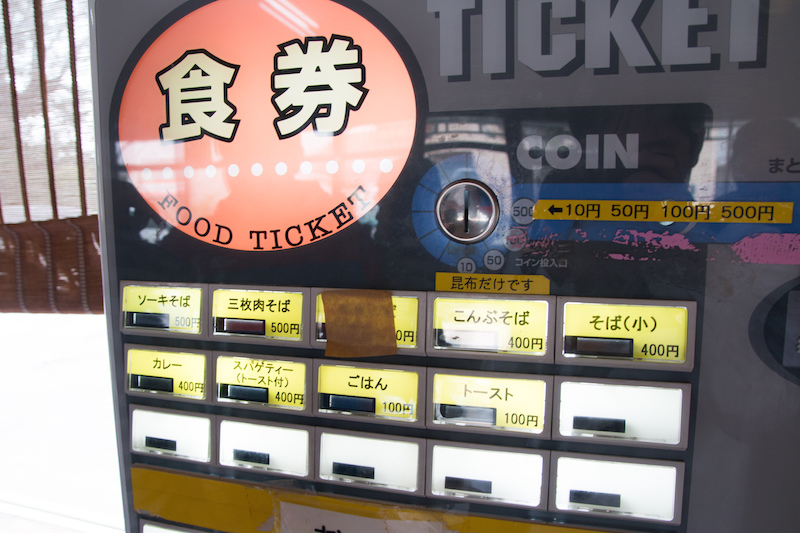 食券
FOOD TICKET
TICKET
COIN
まと
500
←10円 50円 100円 500円
10
50
コイン投入口
昆布だけです
ソーキそば
500円
三枚肉そば
500円
0円
こんぶそば
400円
そば(小)
400円
カレー
400円
スパゲティー
(トースト付)
400円
ごはん
100円
トースト
100円